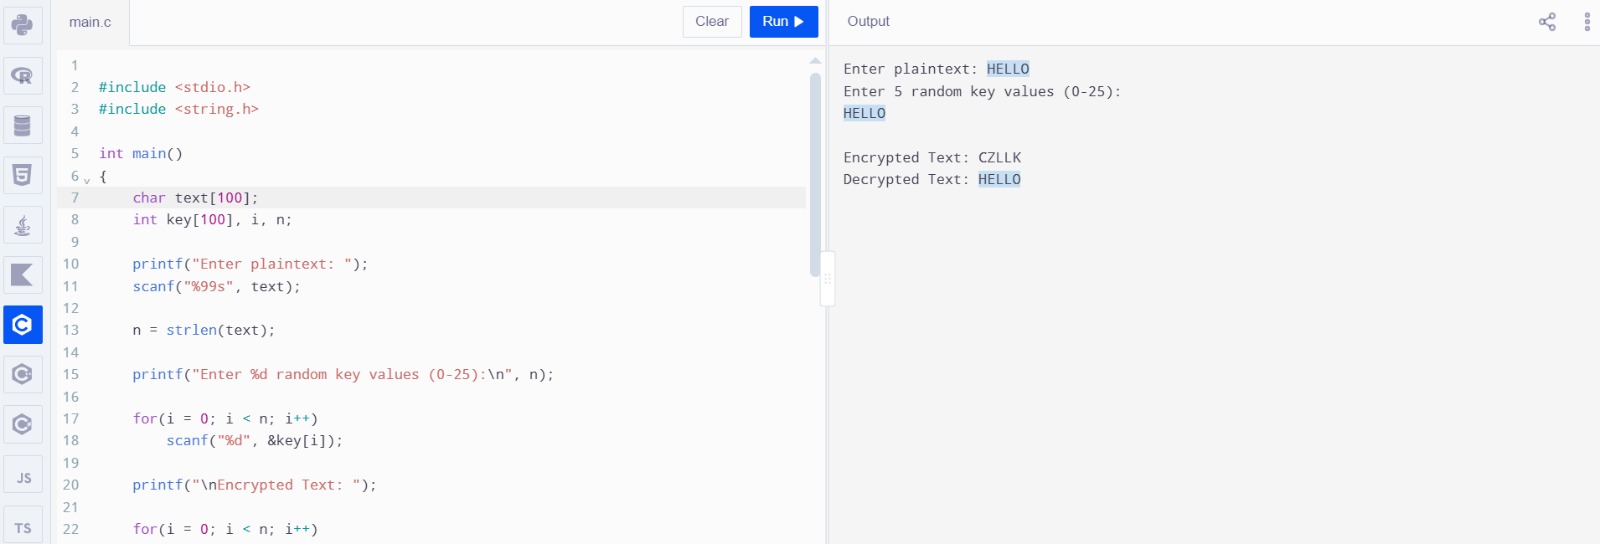 main.c
Clear
Run
Output
1
2 #include <stdio.h>
3 #include <string.h>
4
5 int main()
6 {
7 char text[100];
8 int key[100], i, n;
9
10 printf("Enter plaintext: ");
11 scanf("%99s", text);
12
13 n = strlen(text);
14
15 printf("Enter %d random key values (0-25):\n", n);
16
17 for(i = 0; i < n; i++)
18 scanf("%d", &key[i]);
19
20 printf("\nEncrypted Text: ");
21
22 for(i = 0; i < n; i++)
Enter plaintext: HELLO
Enter 5 random key values (0-25):
HELLO
Encrypted Text: CZLLK
Decrypted Text: HELLO
JS
TS